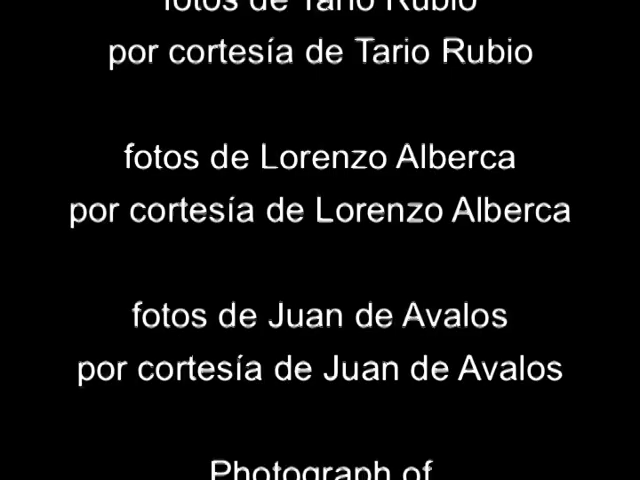 fotos de Tario Rubio
por cortesía de Tario Rubio
fotos de Lorenzo Alberca
por cortesía de Lorenzo Alberca
fotos de Juan de Avalos
por cortesía de Juan de Avalos
Photograph of